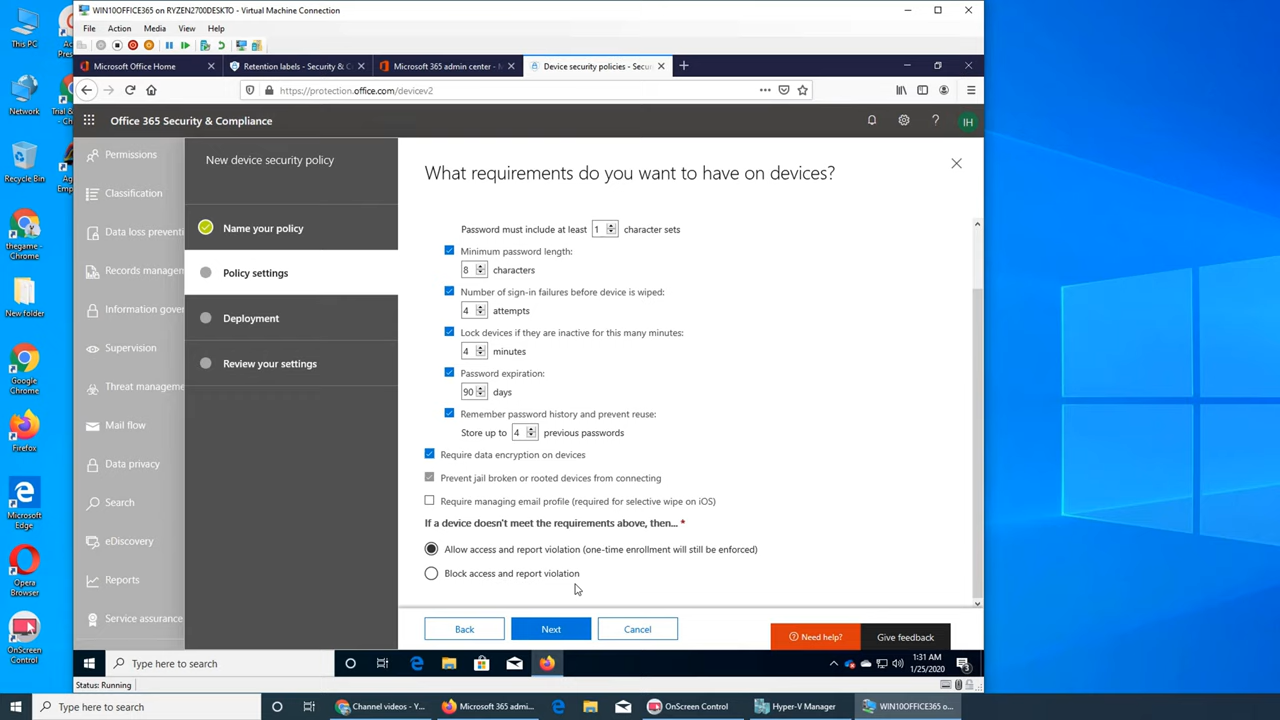 WIN10OFFICE365 on RYZEN2700DESKTO - Virtual Machine Connection
File Action Media View Help
Microsoft Office Home
Retention labels - Security & C
Microsoft 365 admin center - M
Device security policies - Secu
https://protection.office.com/devicev2
Office 365 Security & Compliance
IH
Permissions
Classification
Data loss preventi
Records managem
Information gover
Supervision
Threat manageme
Mail flow
Data privacy
Search
eDiscovery
Reports
Service assurance
New device security policy
Name your policy
Policy settings
Deployment
Review your settings
What requirements do you want to have on devices?
Password must include at least 1 character sets
Minimum password length:
8 characters
Number of sign-in failures before device is wiped:
4 attempts
Lock devices if they are inactive for this many minutes:
4 minutes
Password expiration:
90 days
Remember password history and prevent reuse:
Store up to 4 previous passwords
Require data encryption on devices
Prevent jail broken or rooted devices from connecting
Require managing email profile (required for selective wipe on iOS)
If a device doesn't meet the requirements above, then... *
Allow access and report violation (one-time enrollment will still be enforced)
Block access and report violation
Back Next Cancel
Need help? Give feedback
Type here to search
1:31 AM
1/25/2020
3
Status: Running
This PC
Network
Recycle Bin
thegame -
Chrome
New folder
Google
Chrome
Firefox
Microsoft
Edge
Opera
Browser
OnScreen
Control
Type here to search
Channel videos - Y...
Microsoft 365 admi...
OnScreen Control
Hyper-V Manager
WIN10OFFICE365 o...